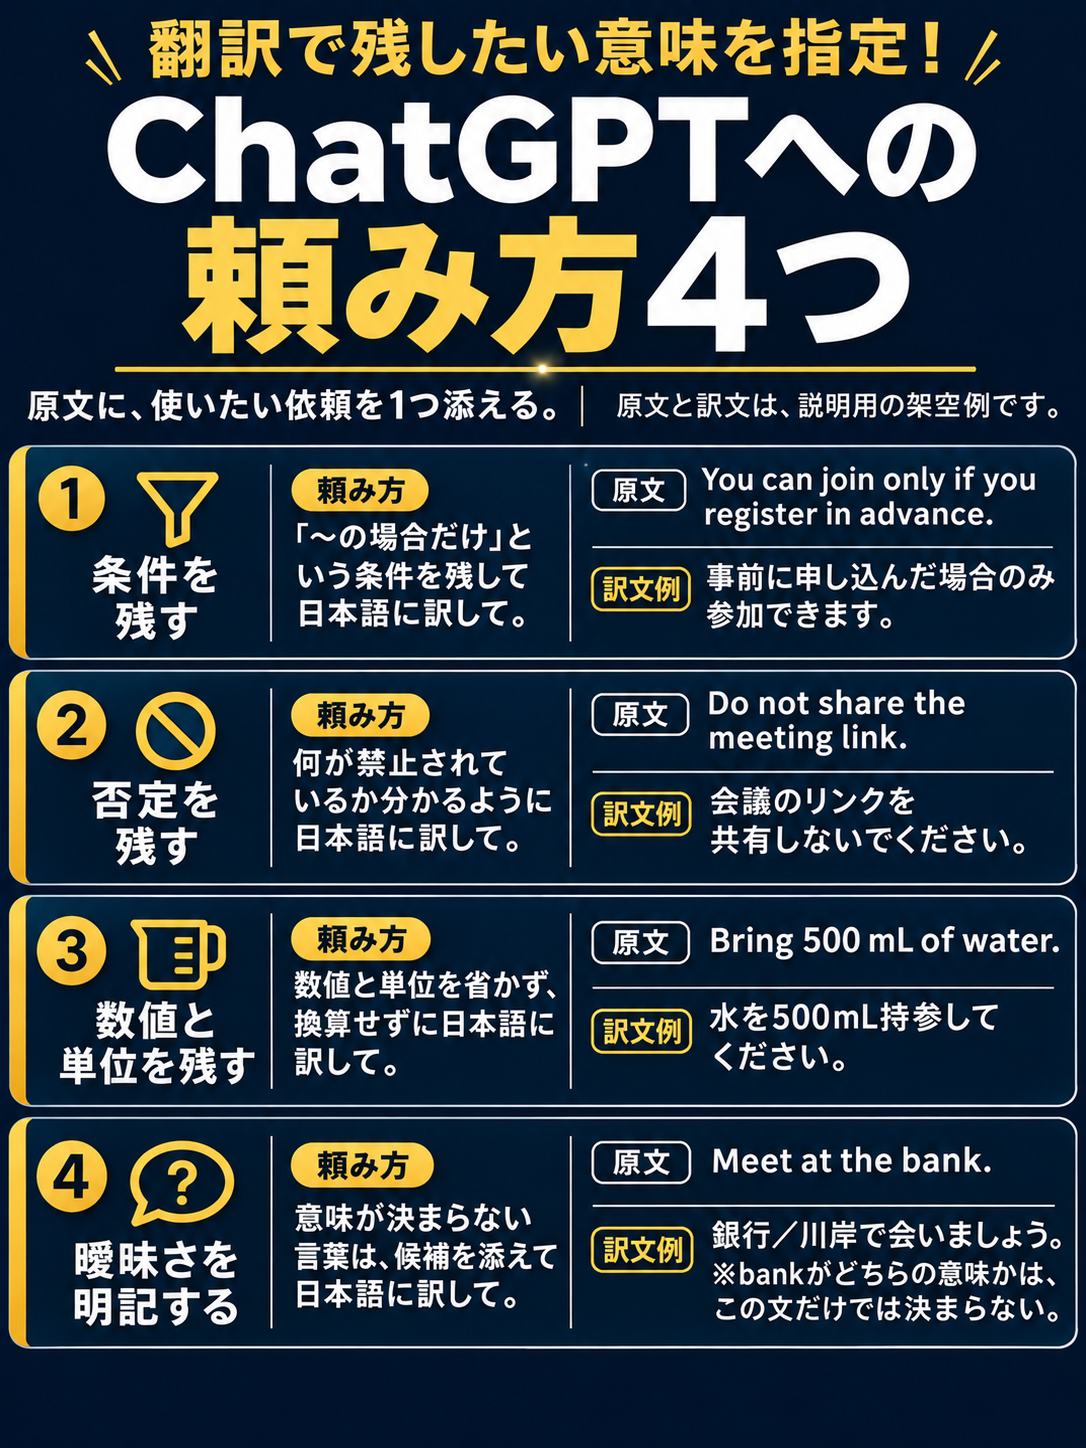 翻訳で残したい意味を指定！
ChatGPTへの
頼み方4つ
原文に、使いたい依頼を1つ添える。
原文と訳文は、説明用の架空例です。
1
条件を
残す
頼み方
「〜の場合だけ」と
いう条件を残して
日本語に訳して。
原文
You can join only if you
register in advance.
訳文例
事前に申し込んだ場合のみ
参加できます。
2
否定を
残す
頼み方
何が禁止されて
いるか分かるように
日本語に訳して。
原文
Do not share the
meeting link.
訳文例
会議のリンクを
共有しないでください。
3
数値と
単位を残す
頼み方
数値と単位を省かず、
換算せずに日本語に
訳して。
原文
Bring 500 mL of water.
訳文例
水を500mL持参して
ください。
4
?
曖昧さを
明記する
頼み方
意味が決まらない
言葉は、候補を添えて
日本語に訳して。
原文
Meet at the bank.
訳文例
銀行／川岸で会いましょう。
※bankがどちらの意味かは、
この文だけでは決まらない。